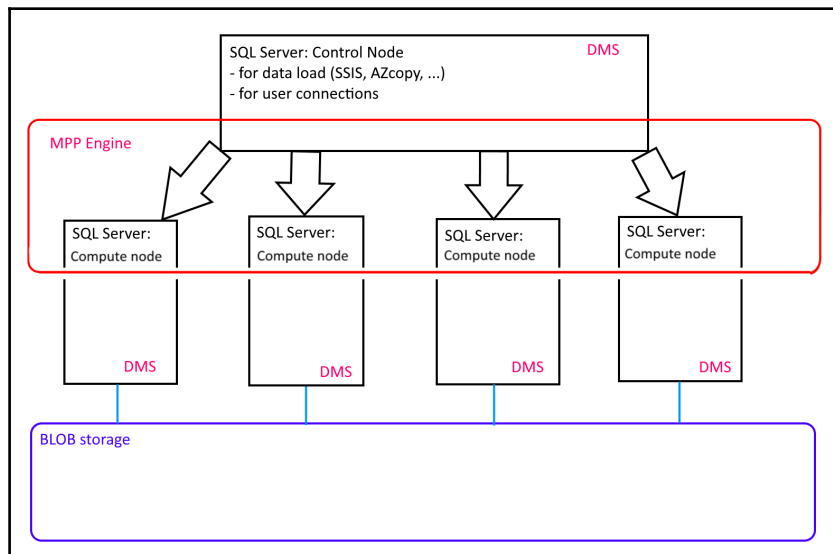 SQL Server: Control Node
DMS
- for data load (SSIS, AZcopy, ...)
- for user connections
MPP Engine
SQL Server:
Compute node
SQL Server:
Compute node
SQL Server:
Compute node
SQL Server:
Compute node
DMS
DMS
DMS
DMS
BLOB storage